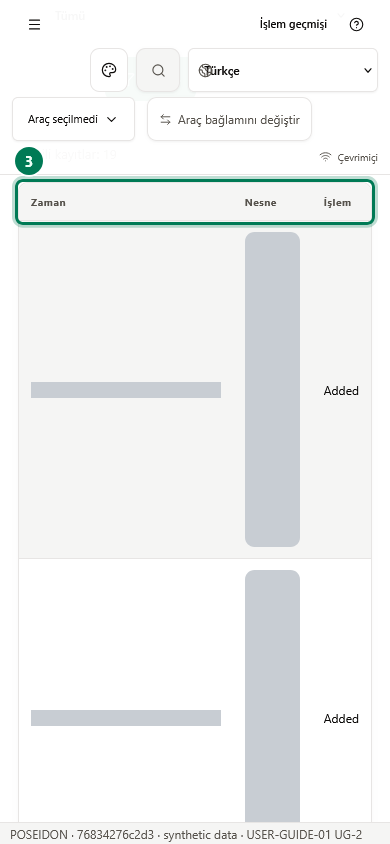 İşlem geçmişi
Türkçe
Araç seçilmedi
Araç bağlamını değiştir
3
Çevrimiçi
Zaman Nesne İşlem
Added
Added
POSEIDON · 76834276c2d3 · synthetic data · USER-GUIDE-01 UG-2